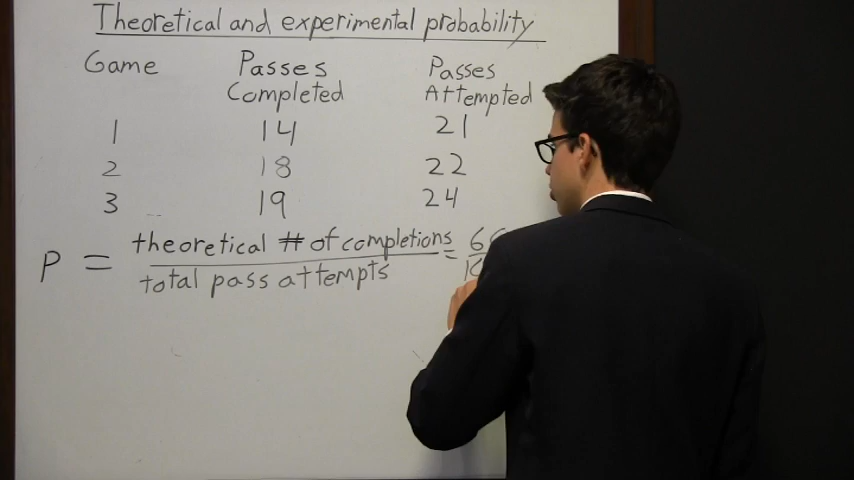 Theoretical and experimental probability
Game Passes Completed Passes Attempted
1 14 21
2 18 22
3 19 24
P = theoretical # of completions =
total pass attempts